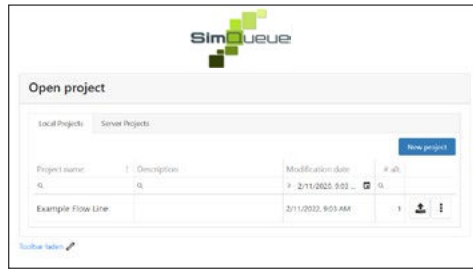 SimQueue
Open project
Local Projects Server Projects
New project
Project name Description Modification date # alt.
2/11/2022, 9:03 ...
Example Flow Line 2/11/2022, 9:03 AM 1
Toolbar laden